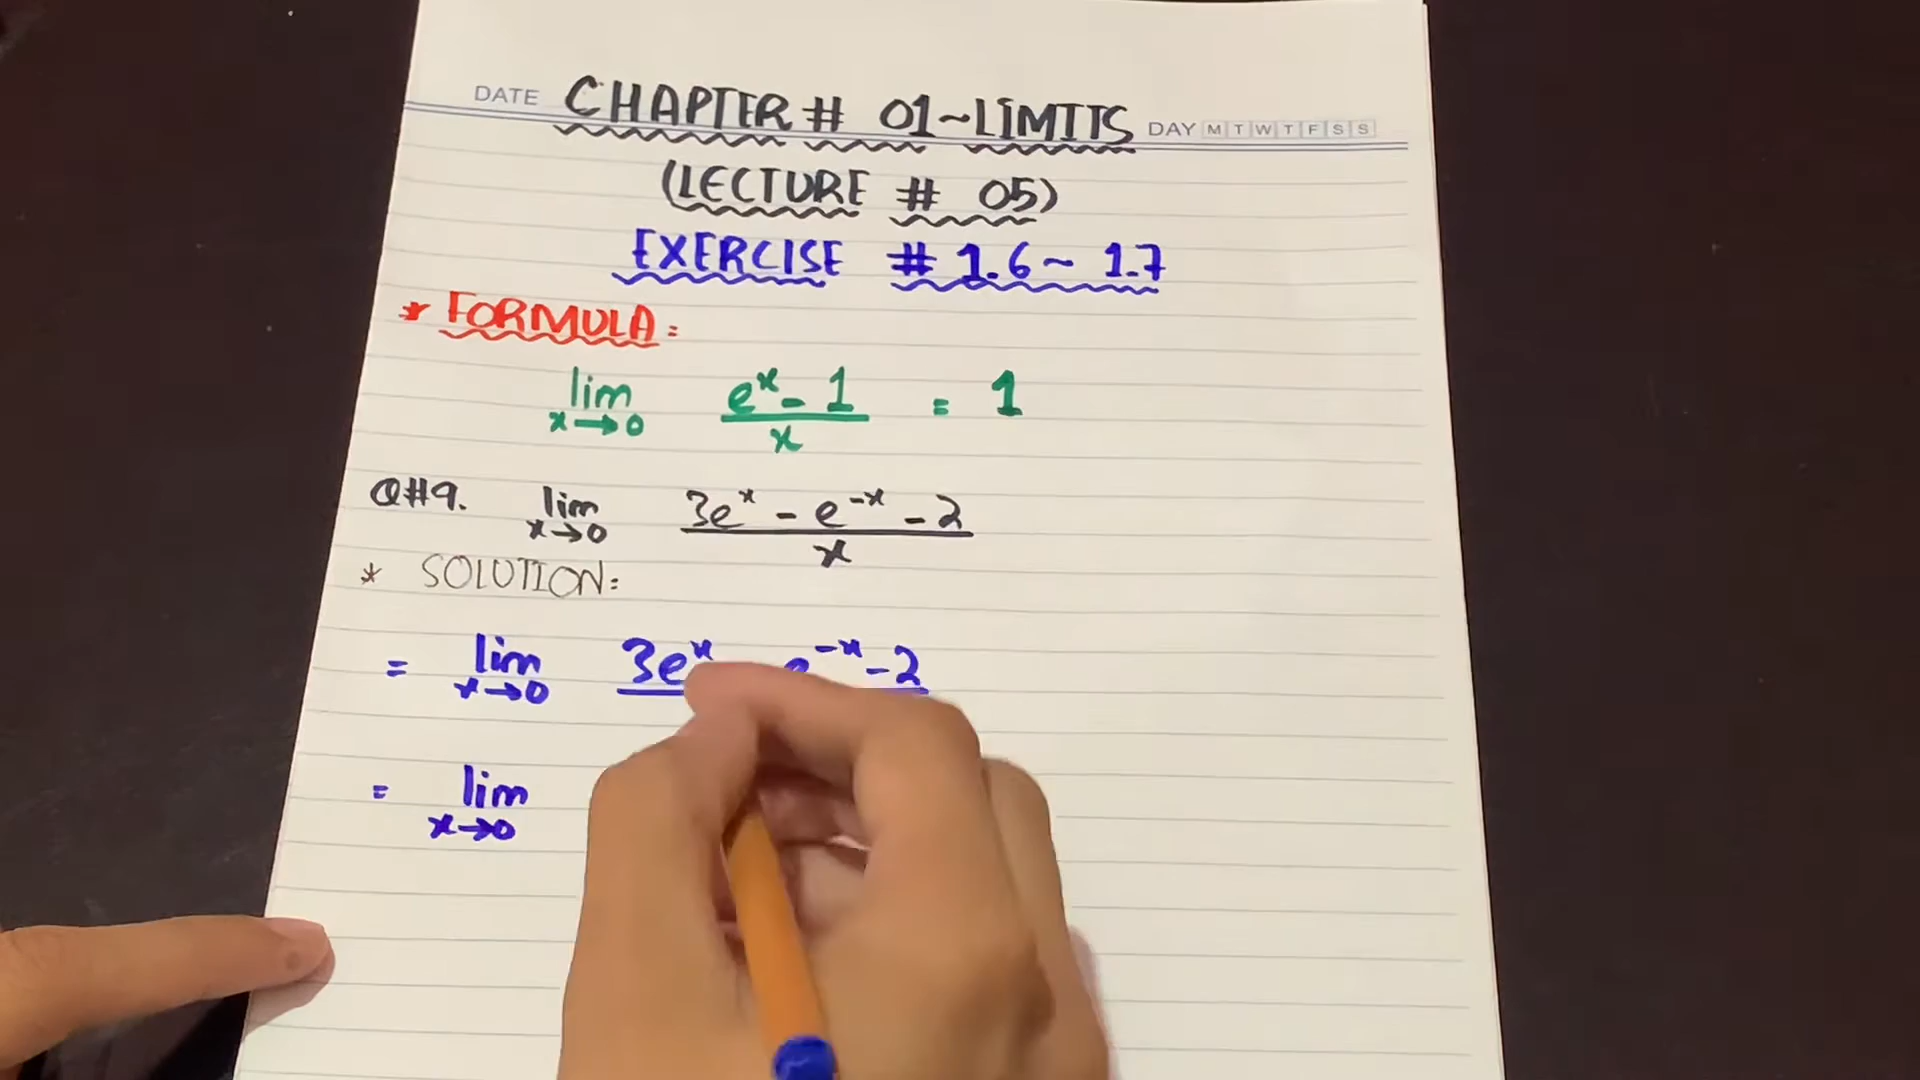 DATE CHAPTER # 01~LIMITS DAY M T W T F S S
(LECTURE # 05)
EXERCISE # 1.6~ 1.7
* FORMULA:
lim x→0 e^x - 1 / x = 1
Q#9. lim x→0 3e^x - e^-x - 2 / x
* SOLUTION:
= lim x→0 3e^x e^-x - 2
= lim x→0